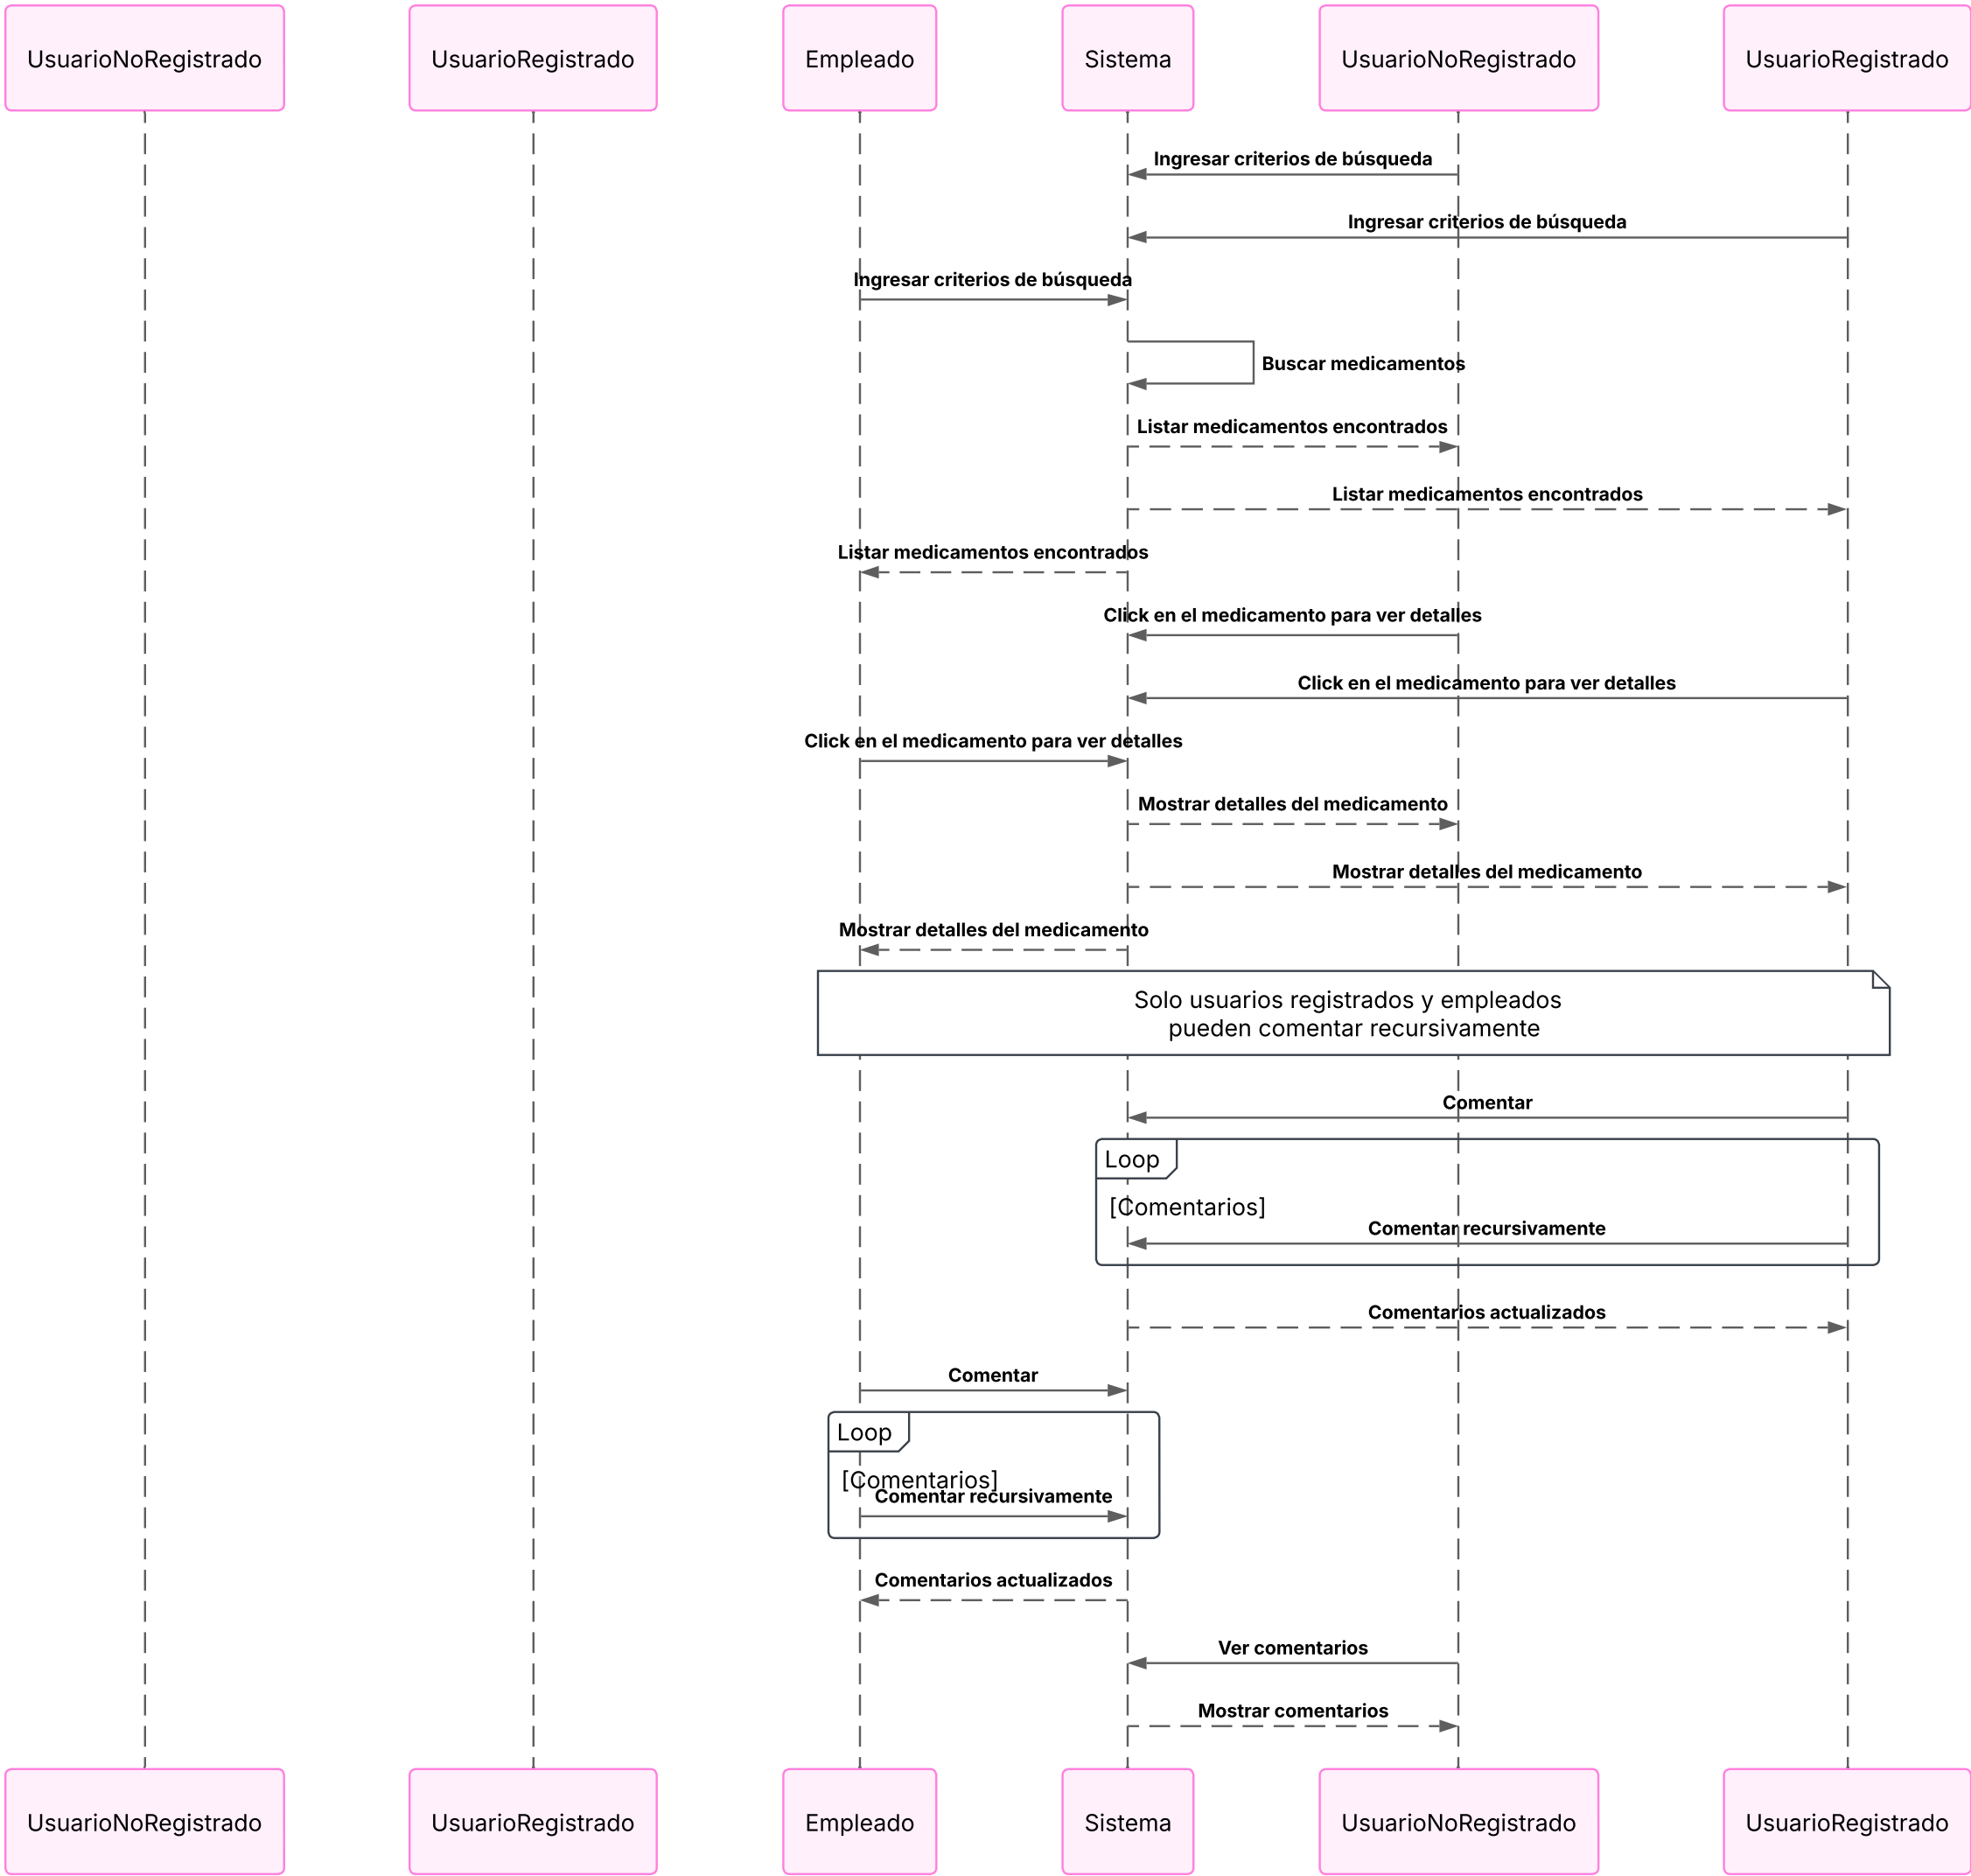 UsuarioNoRegistrado
UsuarioRegistrado
Empleado
Sistema
UsuarioNoRegistrado
UsuarioRegistrado
Ingresar criterios de búsqueda
Ingresar criterios de búsqueda
Ingresar criterios de búsqueda
Buscar medicamentos
Listar medicamentos encontrados
Listar medicamentos encontrados
Listar medicamentos encontrados
Click en el medicamento para ver detalles
Click en el medicamento para ver detalles
Click en el medicamento para ver detalles
Mostrar detalles del medicamento
Mostrar detalles del medicamento
Mostrar detalles del medicamento
Solo usuarios registrados y empleados
pueden comentar recursivamente
Comentar
Loop
[Comentarios]
Comentar recursivamente
Comentarios actualizados
Comentar
Loop
[Comentarios]
Comentar recursivamente
Comentarios actualizados
Ver comentarios
Mostrar comentarios
UsuarioNoRegistrado
UsuarioRegistrado
Empleado
Sistema
UsuarioNoRegistrado
UsuarioRegistrado